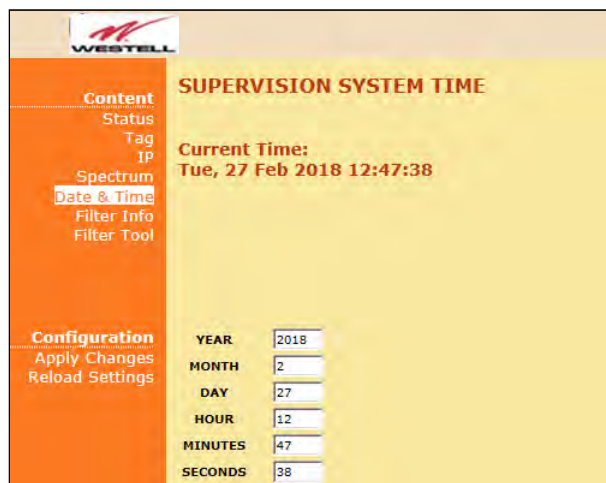 WESTELL
Content
Status
Tag
IP
Spectrum
Date & Time
Filter Info
Filter Tool
Configuration
Apply Changes
Reload Settings
SUPERVISION SYSTEM TIME
Current Time:
Tue, 27 Feb 2018 12:47:38
YEAR 2018
MONTH 2
DAY 27
HOUR 12
MINUTES 47
SECONDS 38